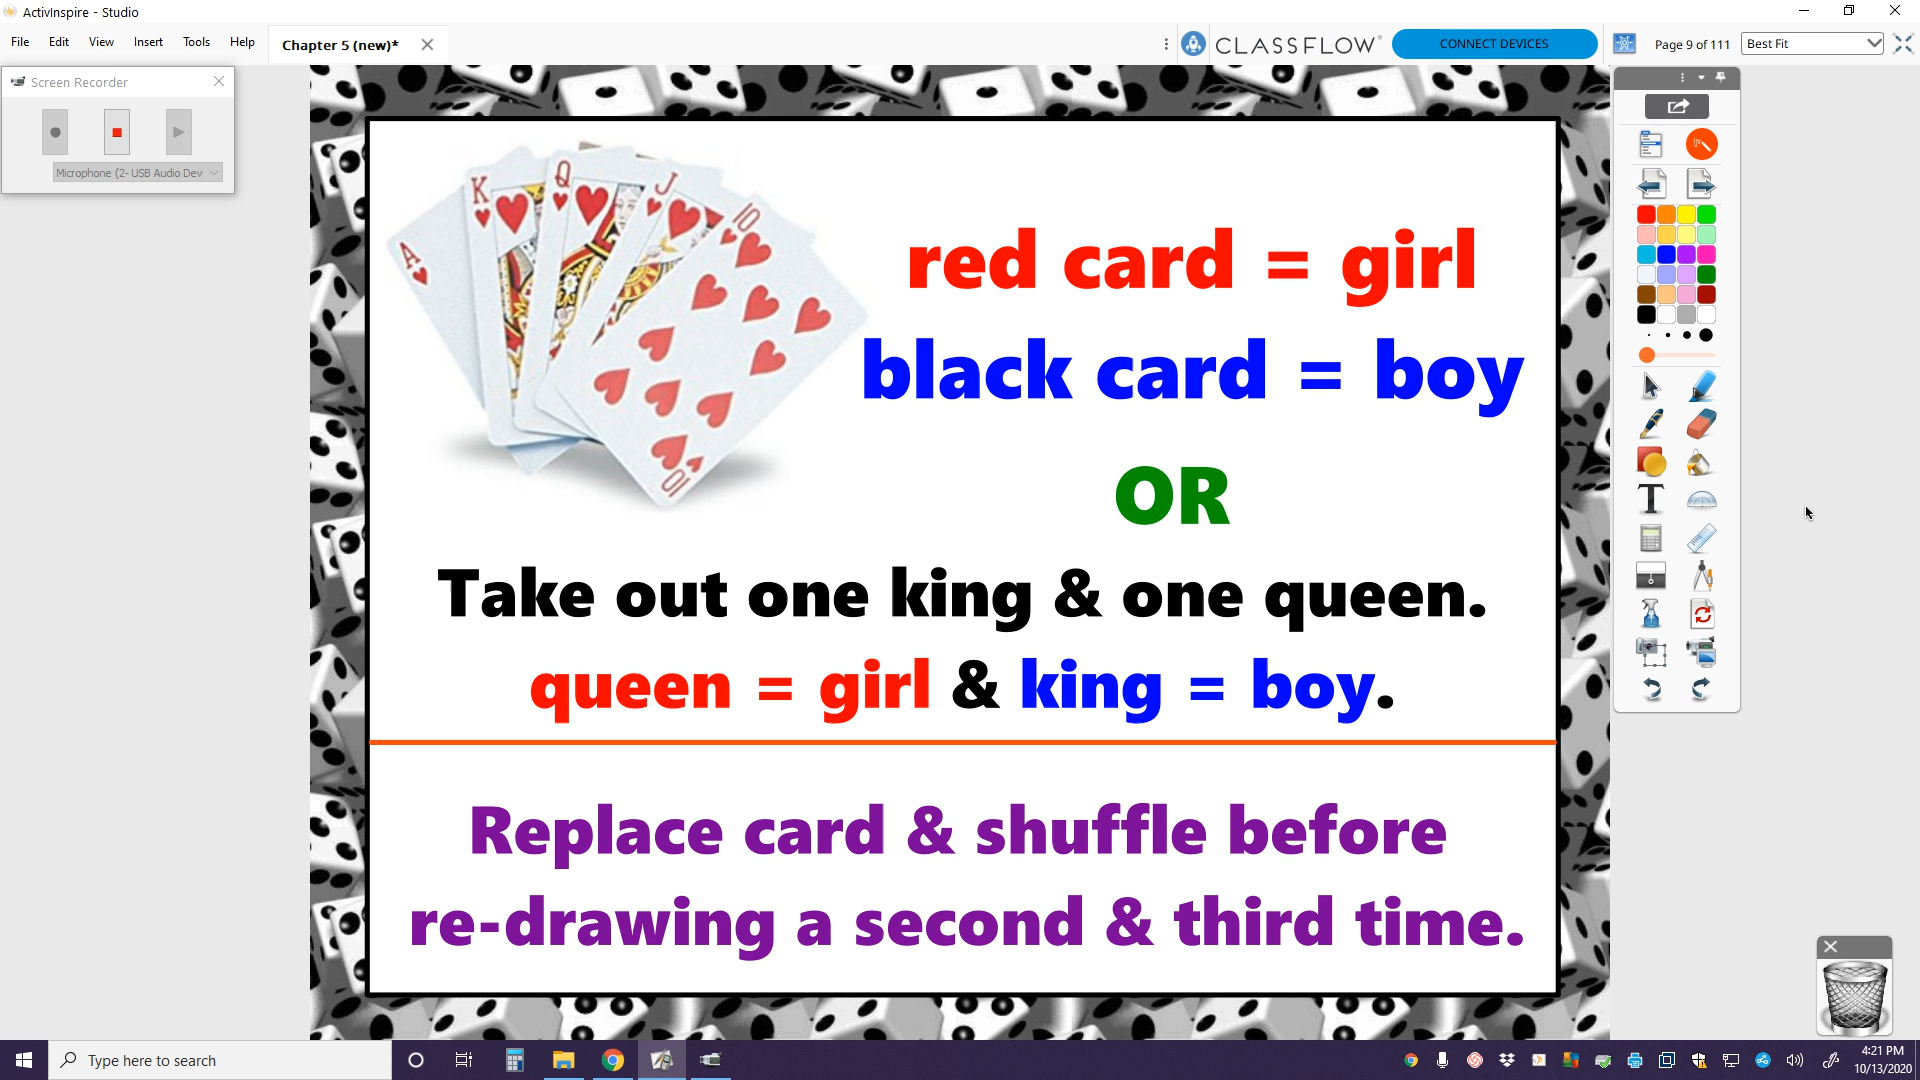 ActivInspire - Studio
File Edit View Insert Tools Help
Chapter 5 (new)*
CLASSFLOW
CONNECT DEVICES
Page 9 of 111
Best Fit
Screen Recorder
Microphone (2- USB Audio Dev
A
K
Q
J
10
10
red card = girl
black card = boy
OR
Take out one king & one queen.
queen = girl & king = boy.
Replace card & shuffle before
re-drawing a second & third time.
T
Type here to search
4:21 PM
10/13/2020